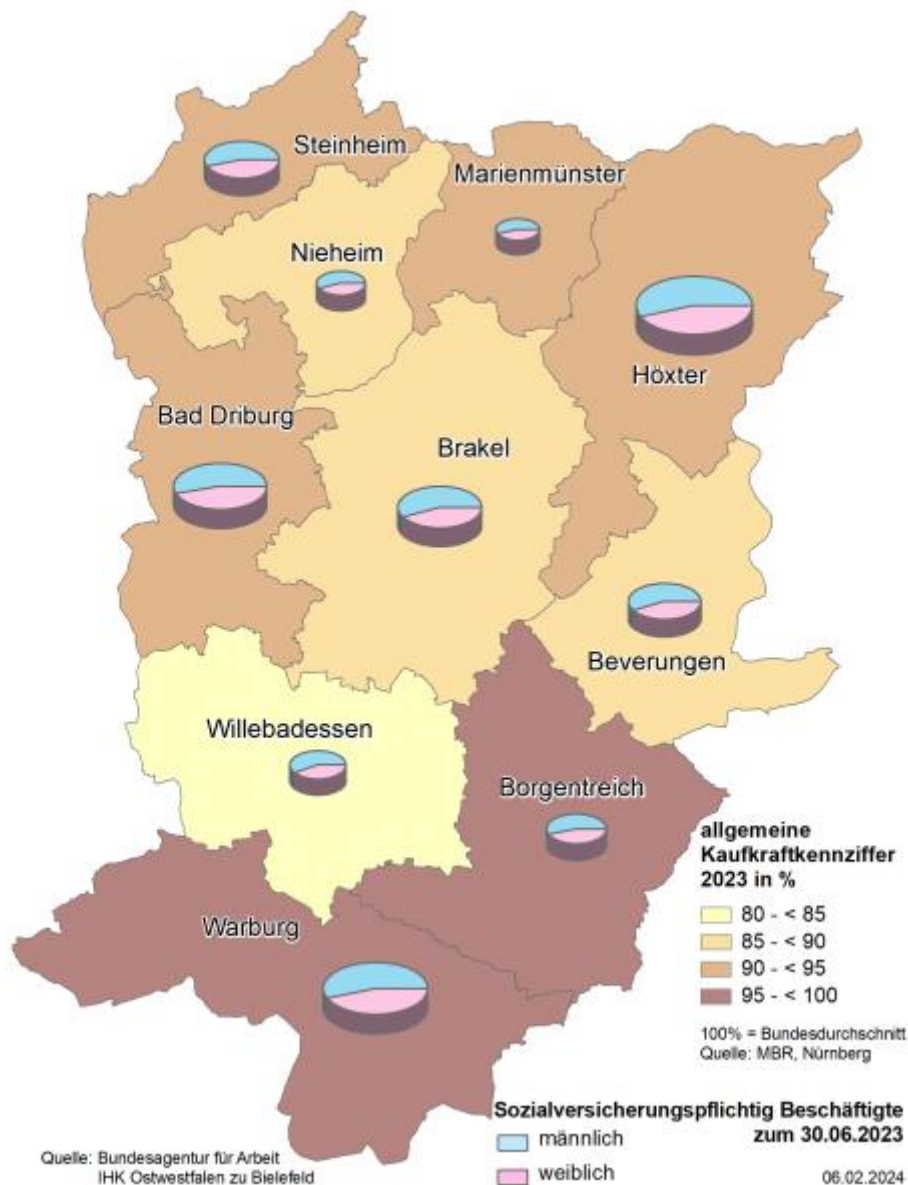 Steinheim
Marienmünster
Nieheim
Höxter
Bad Driburg
Brakel
Beverungen
Willebadessen
Borgentreich
Warburg
allgemeine
Kaufkraftkennziffer
2023 in %
80 - < 85
85 - < 90
90 - < 95
95 - < 100
100% = Bundesdurchschnitt
Quelle: MBR, Nürnberg
Sozialversicherungspflichtig Beschäftigte
zum 30.06.2023
männlich
weiblich
Quelle: Bundesagentur für Arbeit
IHK Ostwestfalen zu Bielefeld
06.02.2024